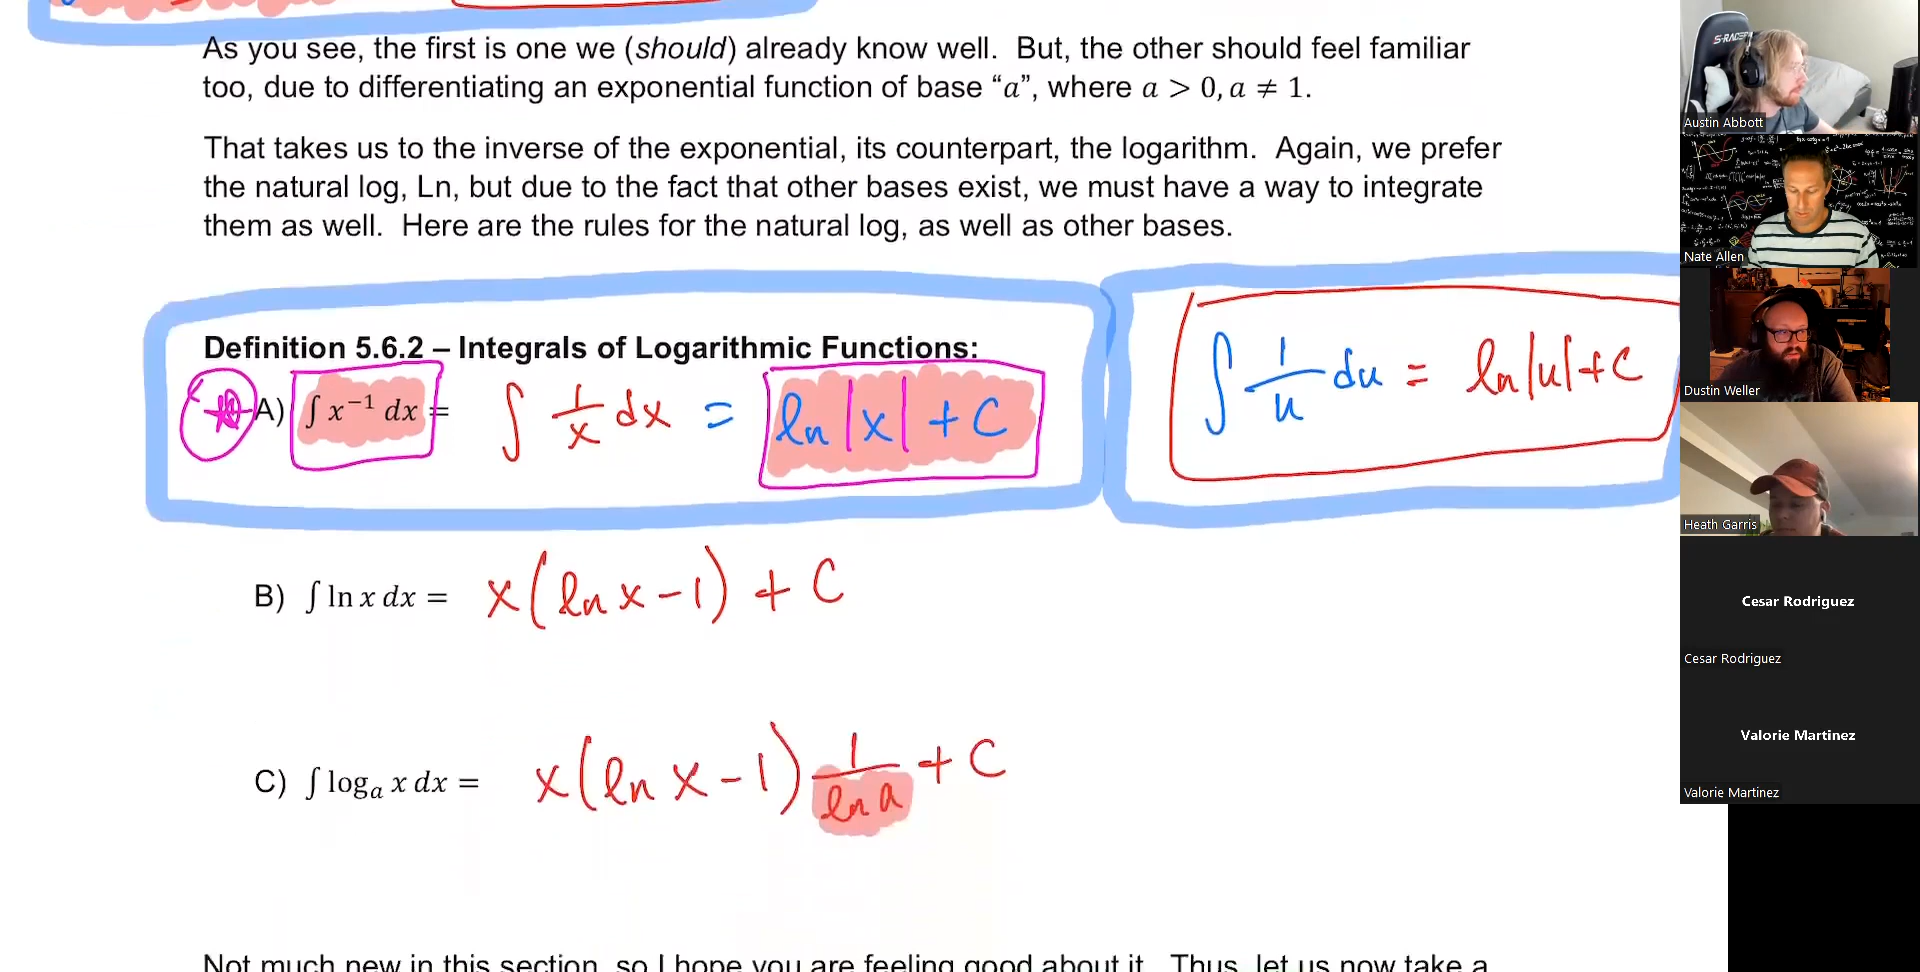 As you see, the first is one we (should) already know well. But, the other should feel familiar
too, due to differentiating an exponential function of base “a”, where a > 0, a ≠ 1.
That takes us to the inverse of the exponential, its counterpart, the logarithm. Again, we prefer
the natural log, Ln, but due to the fact that other bases exist, we must have a way to integrate
them as well. Here are the rules for the natural log, as well as other bases.
Definition 5.6.2 – Integrals of Logarithmic Functions:
A) ∫ x⁻¹ dx = ∫ 1/x dx = ln |x| + C
∫ 1/u du = ln|u| + C
B) ∫ ln x dx = x(ln x - 1) + C
C) ∫ logₐ x dx = x(ln x - 1) 1/ln a + C
Not much new in this section, so I hope you are feeling good about it. Thus, let us now take a
S-RACER
Austin Abbott
Nate Allen
Dustin Weller
Heath Garris
Cesar Rodriguez
Cesar Rodriguez
Valorie Martinez
Valorie Martinez